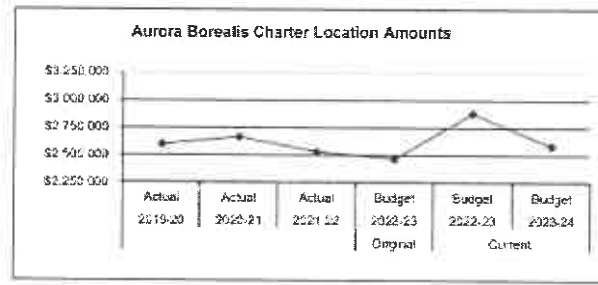 Aurora Borealis Charter Location Amounts
$3,250,000
$3,000,000
$2,750,000
$2,500,000
$2,250,000
Actual Actual Actual Budget Budget Budget
2019-20 2020-21 2021-22 2022-23 2022-23 2023-24
Original Current